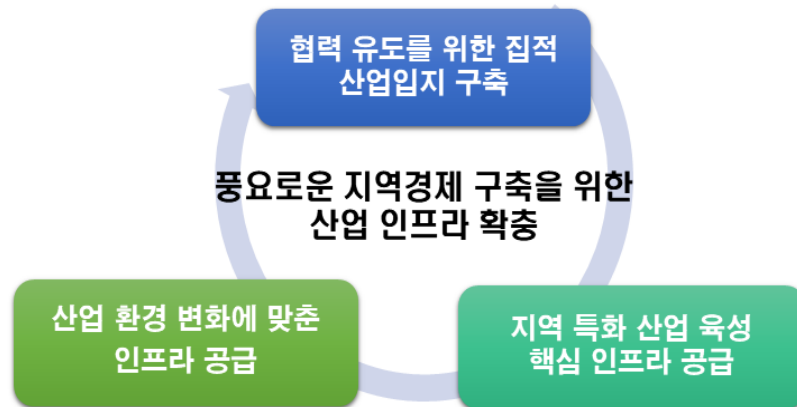 협력 유도를 위한 집적
산업입지 구축
풍요로운 지역경제 구축을 위한
산업 인프라 확충
산업 환경 변화에 맞춘
인프라 공급
지역 특화 산업 육성
핵심 인프라 공급